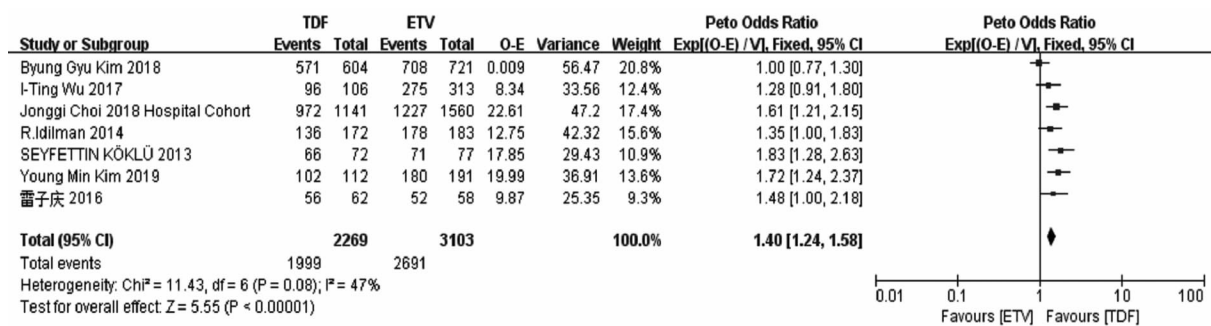 TDF ETV Peto Odds Ratio Peto Odds Ratio
Study or Subgroup Events Total Events Total O-E Variance Weight Exp[(O-E) / V], Fixed, 95% CI Exp[(O-E) / V], Fixed, 95% CI
Byung Gyu Kim 2018 571 604 708 721 0.009 56.47 20.8% 1.00 [0.77, 1.30]
I-Ting Wu 2017 96 106 275 313 8.34 33.56 12.4% 1.28 [0.91, 1.80]
Jonggi Choi 2018 Hospital Cohort 972 1141 1227 1560 22.61 47.2 17.4% 1.61 [1.21, 2.15]
R.Idilman 2014 136 172 178 183 12.75 42.32 15.6% 1.35 [1.00, 1.83]
SEYFETTIN KÖKLÜ 2013 66 72 71 77 17.85 29.43 10.9% 1.83 [1.28, 2.63]
Young Min Kim 2019 102 112 180 191 19.99 36.91 13.6% 1.72 [1.24, 2.37]
雷子庆 2016 56 62 52 58 9.87 25.35 9.3% 1.48 [1.00, 2.18]
Total (95% CI) 2269 3103 100.0% 1.40 [1.24, 1.58]
Total events 1999 2691
Heterogeneity: Chi² = 11.43, df = 6 (P = 0.08); I² = 47%
Test for overall effect: Z = 5.55 (P < 0.00001)
0.01 0.1 1 10 100
Favours [ETV] Favours [TDF]